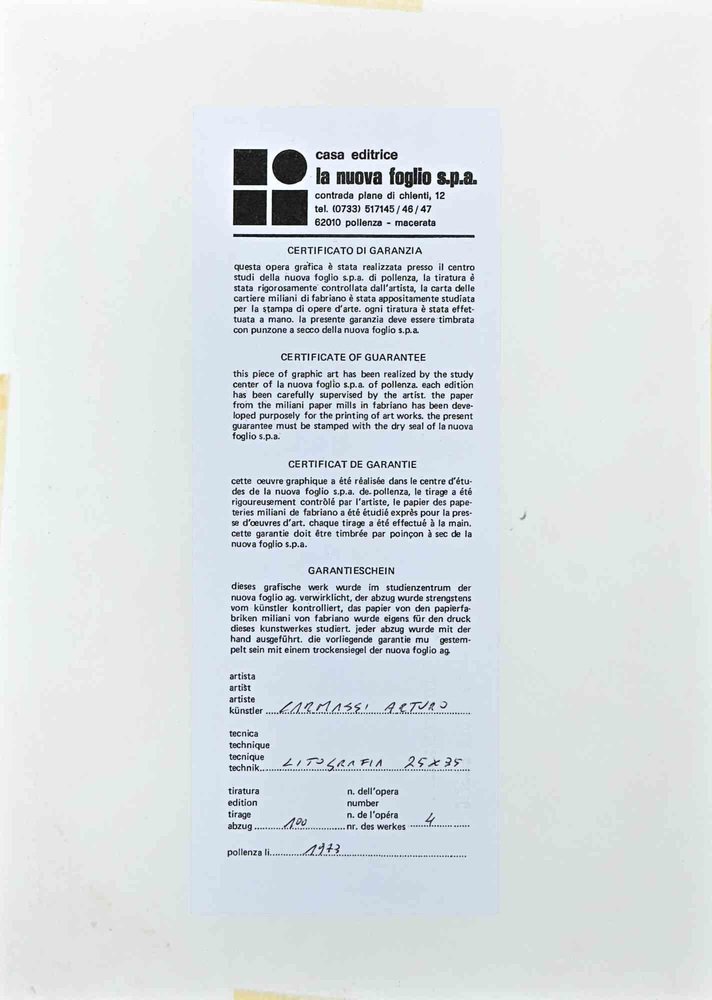 casa editrice
la nuova foglio s.p.a.
contrada piane di chienti, 12
tel. (0733) 517145/46/47
62010 pollenza - macerata
CERTIFICATO DI GARANZIA
questa opera grafica è stata realizzata presso il centro
studi della nuova foglio s.p.a. di pollenza, la tiratura è
stata rigorosamente controllata dall'artista, la carta delle
cartiere miliani di fabriano è stata appositamente studiata
per la stampa di opere d'arte. ogni tiratura è stata effet-
tuata a mano. la presente garanzia deve essere timbrata
con punzone a secco della nuova foglio s.p.a.
CERTIFICATE OF GUARANTEE
this piece of graphic art has been realized by the study
center of la nuova foglio s.p.a. of pollenza. each edition
has been carefully supervised by the artist. the paper
from the miliani paper mills in fabriano has been deve-
loped purposely for the printing of art works. the present
guarantee must be stamped with the dry seal of la nuova
foglio s.p.a.
CERTIFICAT DE GARANTIE
cette œuvre graphique a été réalisée dans le centre d'étu-
des de la nuova foglio s.p.a. de pollenza, le tirage a été
rigoureusement contrôlé par l'artiste, le papier des pape-
teries miliani de fabriano a été étudié exprès pour la pres-
se d'œuvres d'art. chaque tirage a été effectué à la main.
cette garantie doit être timbrée par poinçon à sec de la
nuova foglio s.p.a.
GARANTIESCHEIN
dieses grafische werk wurde im studienzentrum der
nuova foglio ag. verwirklicht, der abzug wurde strengstens
vom künstler kontrolliert, das papier von den papierfa-
briken miliani von fabriano wurde eigens für den druck
dieses kunstwerkes studiert. jeder abzug wurde mit der
hand ausgeführt. die vorliegende garantie mu gestem-
pelt sein mit einem trockensiegel der nuova foglio ag.
artista
artist
artiste
künstler CARMASSI ARTURO
tecnica
technique
tecnique
technik LITOGRAFIA 25x35
tiratura n. dell'opera
edition number
tirage n. de l'opéra
abzug 100 nr. des werkes 4
pollenza li 1973